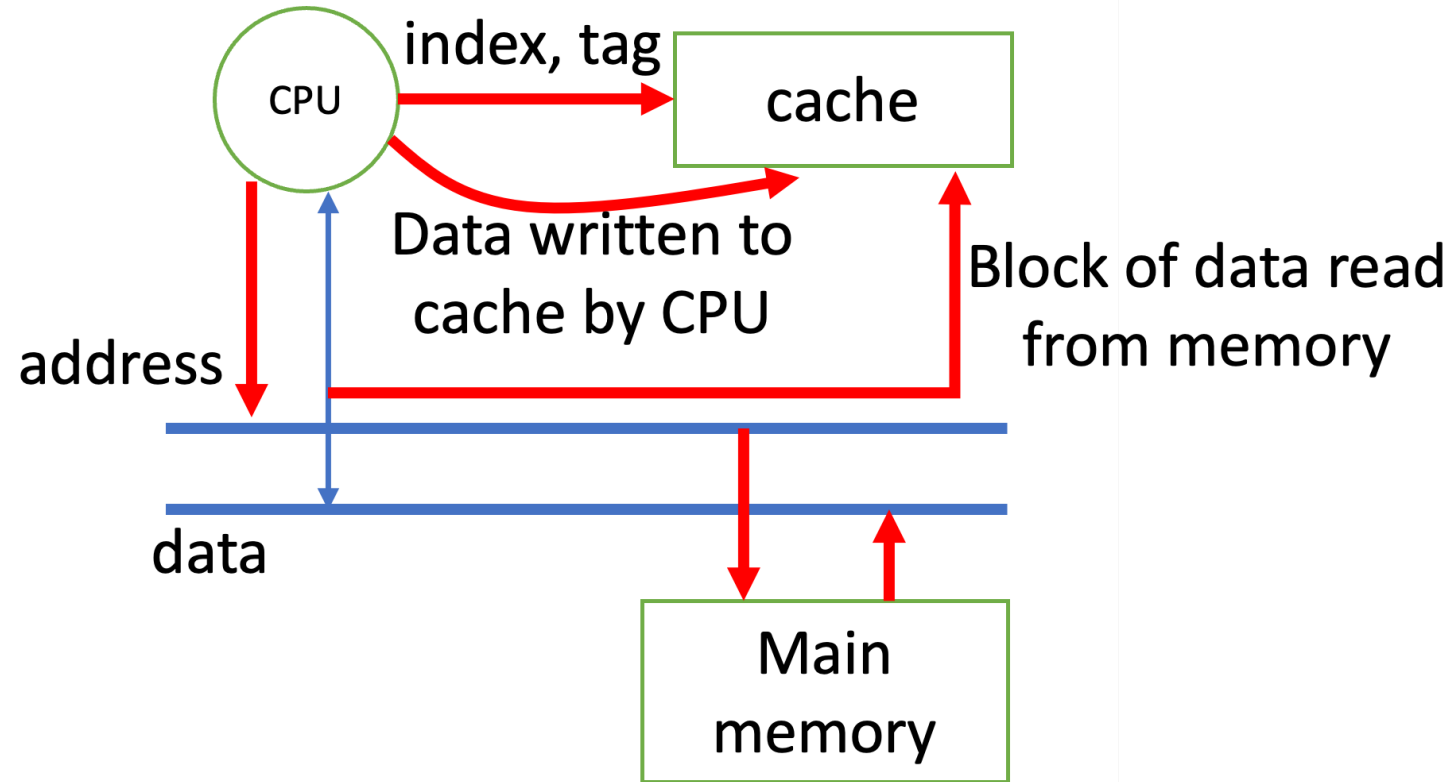 index, tag
CPU
cache
Data written to
cache by CPU
Block of data read
from memory
address
data
Main
memory